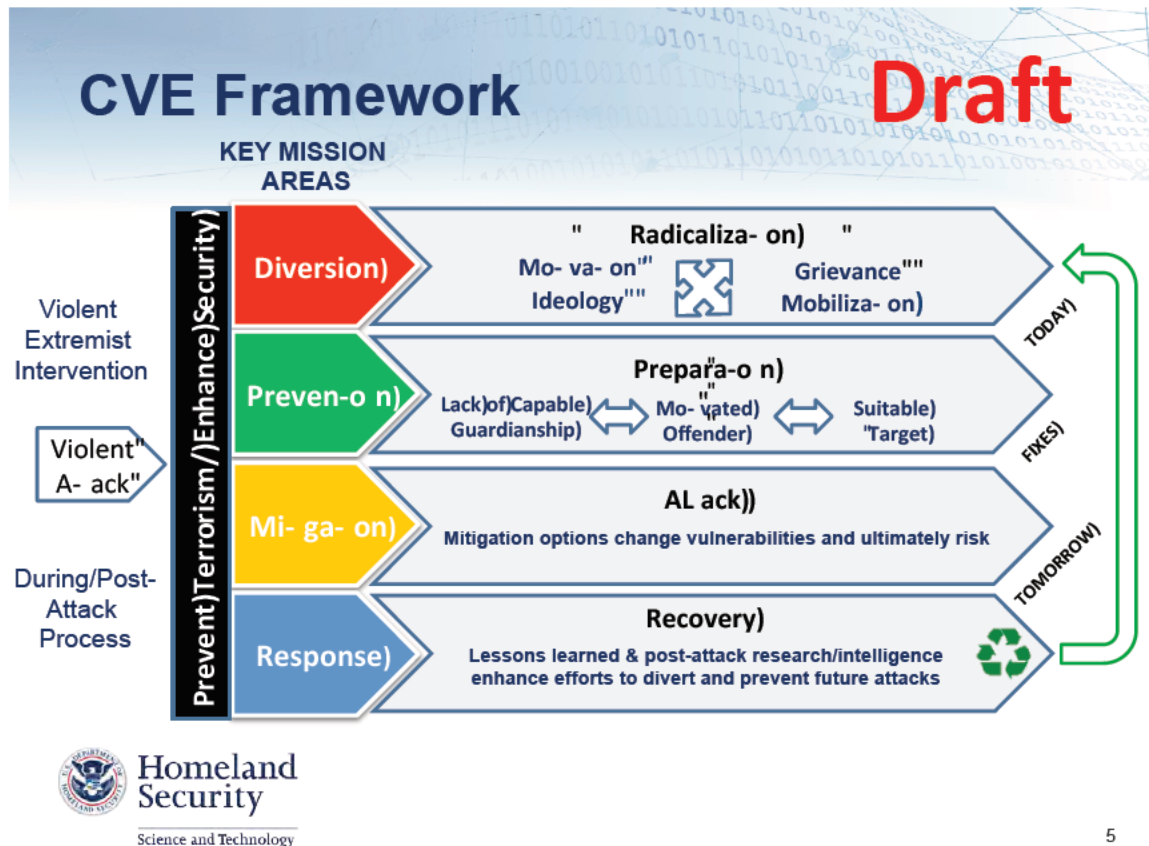 CVE Framework
Draft
KEY MISSION
AREAS
Prevent)Terrorism/)Enhance)Security)
Violent
Extremist
Intervention
Violent"
A- ack"
During/Post-
Attack
Process
Diversion)
" Radicaliza- on) "
Mo- va- on"" Grievance""
Ideology"" Mobiliza- on)
Preven-o n)
Prepara-o n)
"
"
"
"
Lack)of)Capable) Mo- vated) Suitable)
Guardianship) Offender) "Target)
Mi- ga- on)
AL ack))
Mitigation options change vulnerabilities and ultimately risk
Response)
Recovery)
Lessons learned & post-attack research/intelligence
enhance efforts to divert and prevent future attacks
TODAY)
FIXES)
TOMORROW)
U.S. DEPARTMENT OF
HOMELAND SECURITY
Homeland
Security
Science and Technology
5